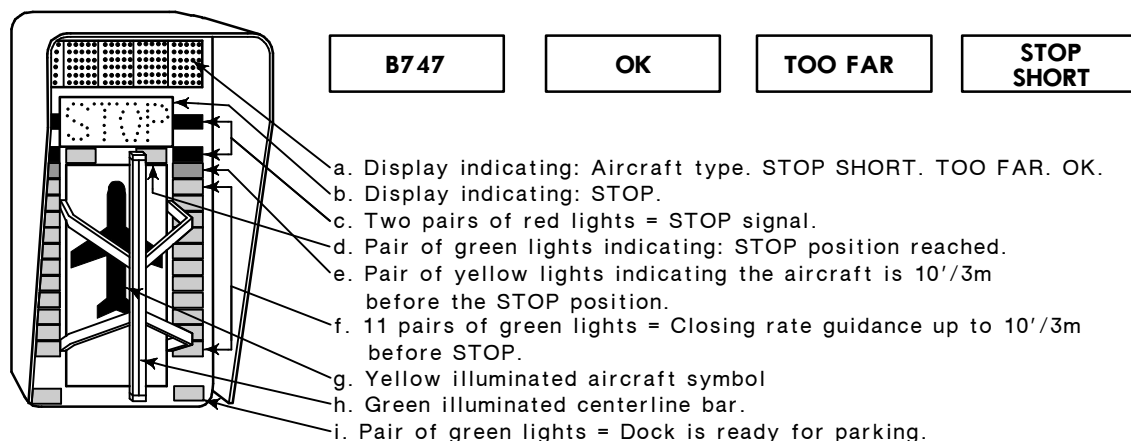 B747
OK
TOO FAR
STOP
SHORT
STOP
a. Display indicating: Aircraft type. STOP SHORT. TOO FAR. OK.
b. Display indicating: STOP.
c. Two pairs of red lights = STOP signal.
d. Pair of green lights indicating: STOP position reached.
e. Pair of yellow lights indicating the aircraft is 10′/3m
before the STOP position.
f. 11 pairs of green lights = Closing rate guidance up to 10′/3m
before STOP.
g. Yellow illuminated aircraft symbol
h. Green illuminated centerline bar.
i. Pair of green lights = Dock is ready for parking.